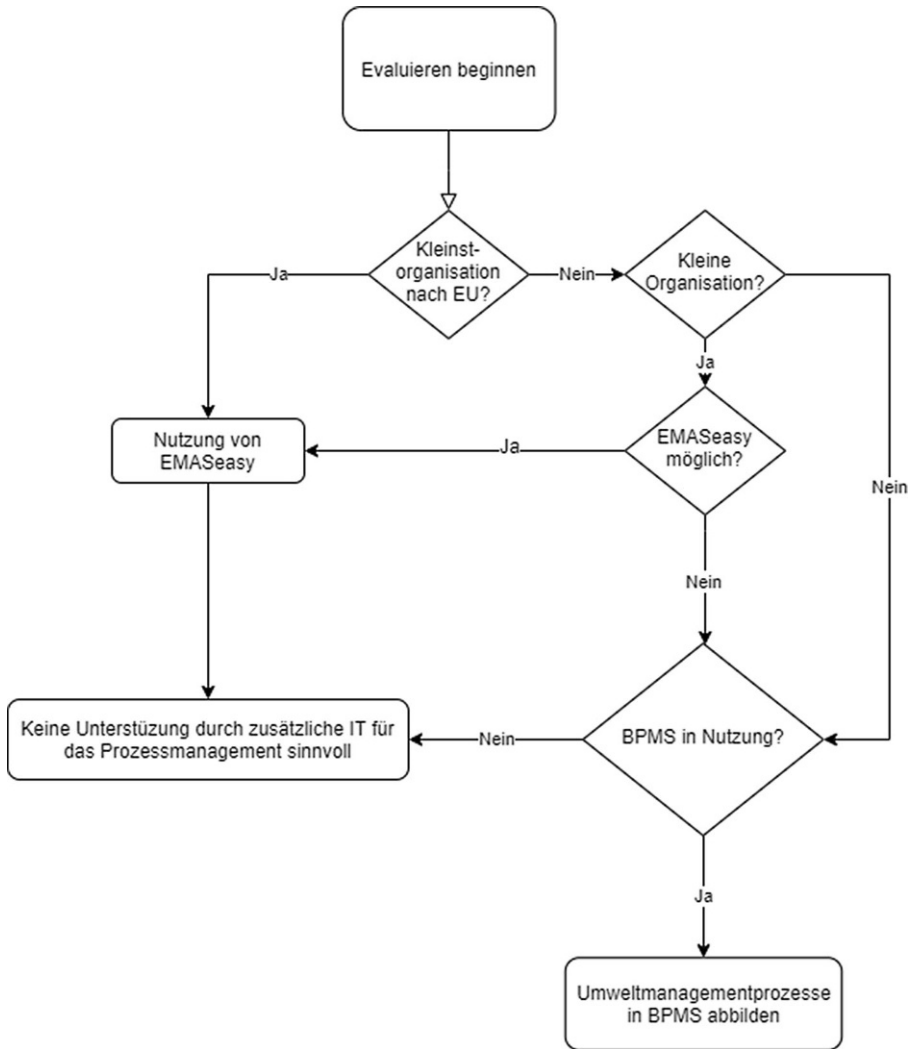 Evaluieren beginnen
Kleinst-
organisation
nach EU?
Kleine
Organisation?
Ja
Nein
Ja
Nutzung von
EMASeasy
Ja
EMASeasy
möglich?
Nein
Nein
Keine Unterstüzung durch zusätzliche IT für
das Prozessmanagement sinnvoll
Nein
BPMS in Nutzung?
Ja
Umweltmanagementprozesse
in BPMS abbilden